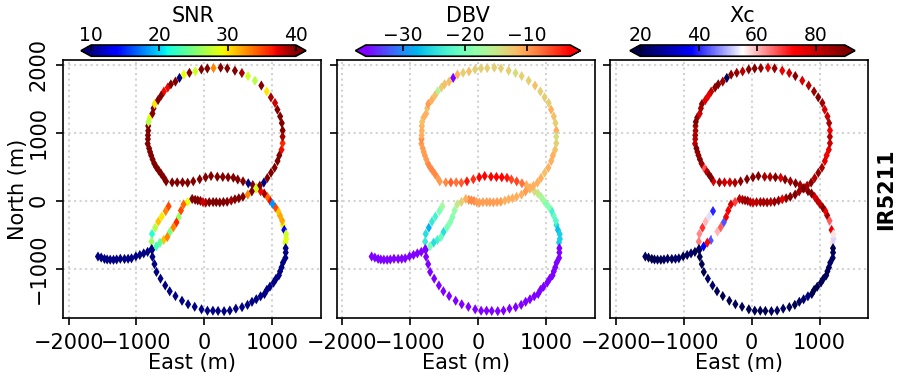 SNR DBV Xc
10 20 30 40 −30 −20 −10 20 40 60 80
2000
1000
0
−1000
North (m)
−2000 −1000 0 1000 −2000 −1000 0 1000 −2000 −1000 0 1000
East (m) East (m) East (m)
IR5211